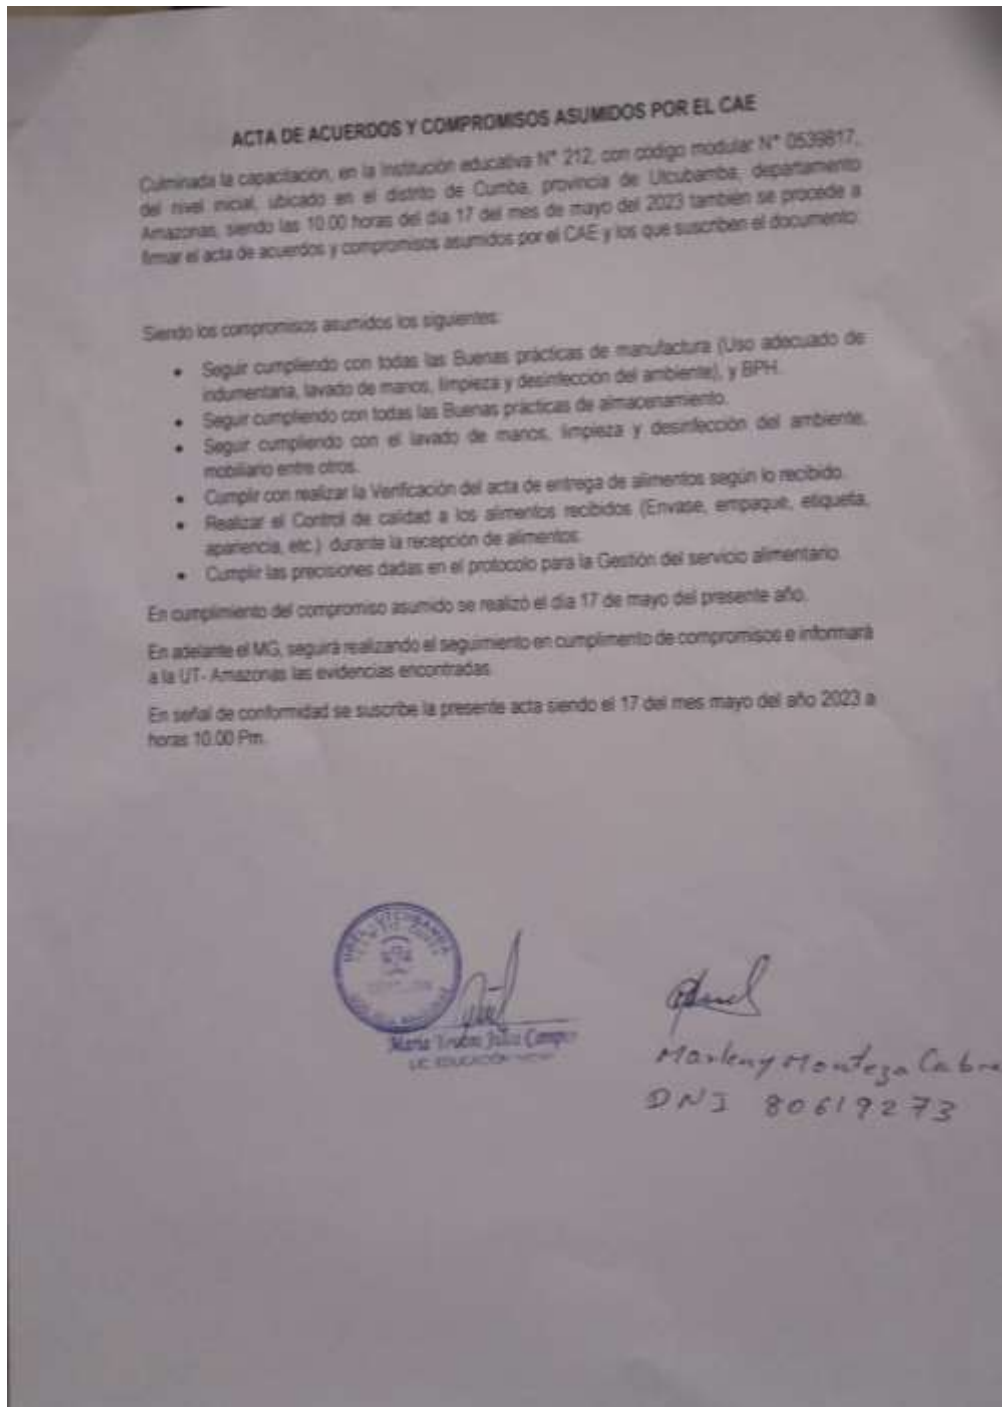 ACTA DE ACUERDOS Y COMPROMISOS ASUMIDOS POR EL CAE
Culminada la capacitación, en la Institución educativa N° 212, con código modular N° 0539817,
del nivel inicial, ubicado en el distrito de Cumba, provincia de Utcubamba, departamento
Amazonas, siendo las 10.00 horas del día 17 del mes de mayo del 2023 también se procede a
firmar el acta de acuerdos y compromisos asumidos por el CAE y los que suscriben el documento:
Siendo los compromisos asumidos los siguientes:
• Seguir cumpliendo con todas las Buenas prácticas de manufactura (Uso adecuado de
indumentaria, lavado de manos, limpieza y desinfección del ambiente), y BPH.
• Seguir cumpliendo con todas las Buenas prácticas de almacenamiento.
• Seguir cumpliendo con el lavado de manos, limpieza y desinfección del ambiente,
mobiliario entre otros.
• Cumplir con realizar la Verificación del acta de entrega de alimentos según lo recibido.
• Realizar el Control de calidad a los alimentos recibidos (Envase, empaque, etiqueta,
apariencia, etc.) durante la recepción de alimentos.
• Cumplir las precisiones dadas en el protocolo para la Gestión del servicio alimentario.
En cumplimiento del compromiso asumido se realizó el día 17 de mayo del presente año.
En adelante el MG, seguirá realizando el seguimiento en cumplimento de compromisos e informará
a la UT- Amazonas las evidencias encontradas.
En señal de conformidad se suscribe la presente acta siendo el 17 del mes mayo del año 2023 a
horas 10.00 Pm.
UTCUBAMBA
María Julca Campos
LIC. EDUCACIÓN
Marleny Monteza Cabre
DNI 80619273